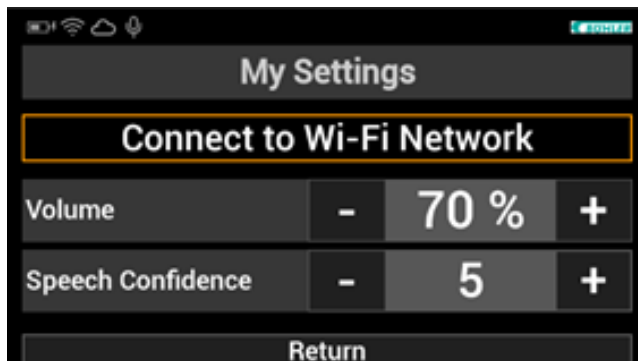 My Settings
Connect to Wi-Fi Network
Volume - 70 % +
Speech Confidence - 5 +
Return